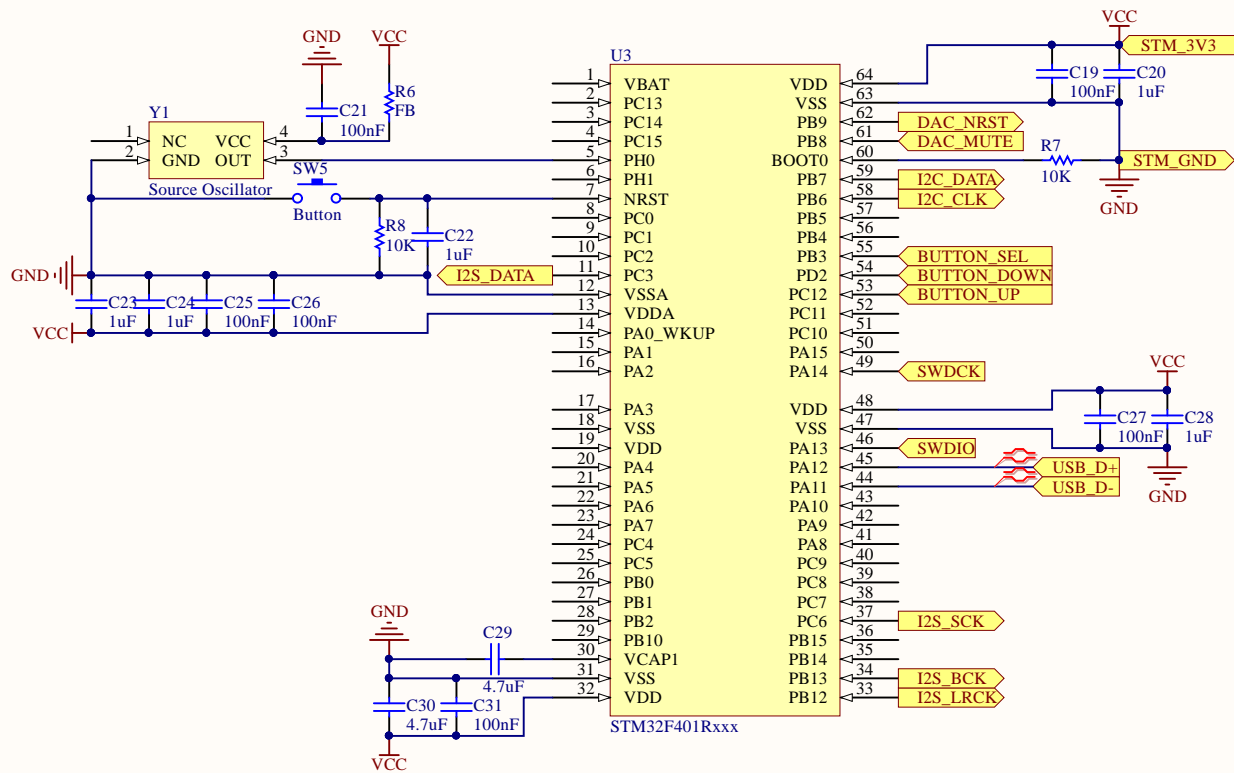 VCC
GND
VCC
STM_3V3
C19
100nF
C20
1uF
R6
FB
C21
100nF
Y1
1
NC
VCC
4
2
GND
OUT
3
Source Oscillator
SW5
Button
R8
10K
C22
1uF
GND
I2S_DATA
C23
1uF
C24
1uF
C25
100nF
C26
100nF
VCC
U3
1 VBAT
2 PC13
3 PC14
4 PC15
5 PH0
6 PH1
7 NRST
8 PC0
9 PC1
10 PC2
11 PC3
12 VSSA
13 VDDA
14 PA0_WKUP
15 PA1
16 PA2
17 PA3
18 VSS
19 VDD
20 PA4
21 PA5
22 PA6
23 PA7
24 PC4
25 PC5
26 PB0
27 PB1
28 PB2
29 PB10
30 VCAP1
31 VSS
32 VDD
VDD 64
VSS 63
PB9 62 DAC_NRST
PB8 61 DAC_MUTE
BOOT0 60
PB7 59 I2C_DATA
PB6 58 I2C_CLK
PB5 57
PB4 56
PB3 55 BUTTON_SEL
PD2 54 BUTTON_DOWN
PC12 53 BUTTON_UP
PC11 52
PC10 51
PA15 50
PA14 49 SWDCK
VDD 48
VSS 47
PA13 46 SWDIO
PA12 45 USB_D+
PA11 44 USB_D-
PA10 43
PA9 42
PA8 41
PC9 40
PC8 39
PC7 38
PC6 37 I2S_SCK
PB15 36
PB14 35
PB13 34 I2S_BCK
PB12 33 I2S_LRCK
STM32F401Rxxx
R7
10K
STM_GND
GND
VCC
C27
100nF
C28
1uF
GND
GND
C29
4.7uF
C30
4.7uF
C31
100nF
VCC